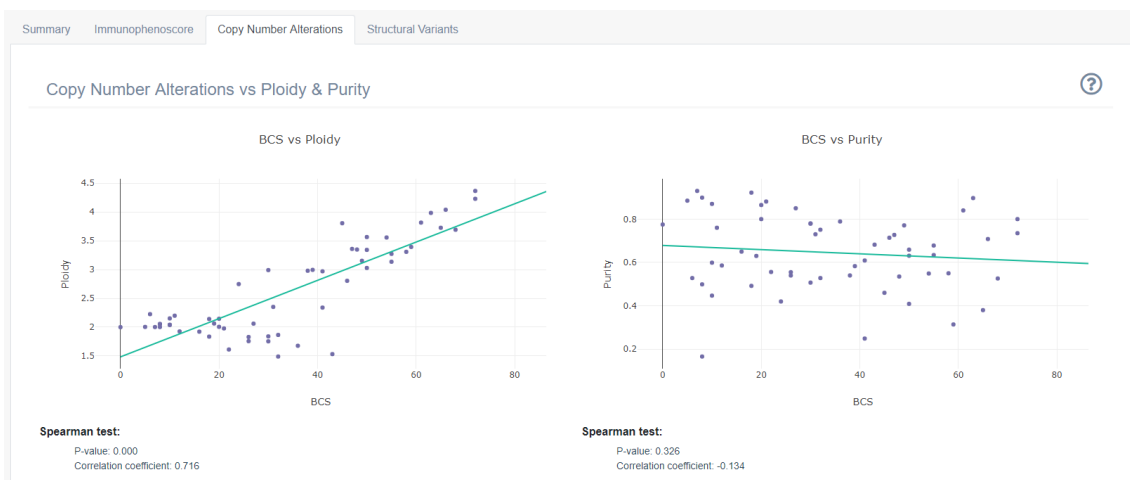 Summary Immunophenoscore Copy Number Alterations Structural Variants
Copy Number Alterations vs Ploidy & Purity
?
BCS vs Ploidy
4.5
4
3.5
3
2.5
2
1.5
Ploidy
0 20 40 60 80
BCS
Spearman test:
P-value: 0.000
Correlation coefficient: 0.716
BCS vs Purity
0.8
0.6
0.4
0.2
Purity
0 20 40 60 80
BCS
Spearman test:
P-value: 0.326
Correlation coefficient: -0.134